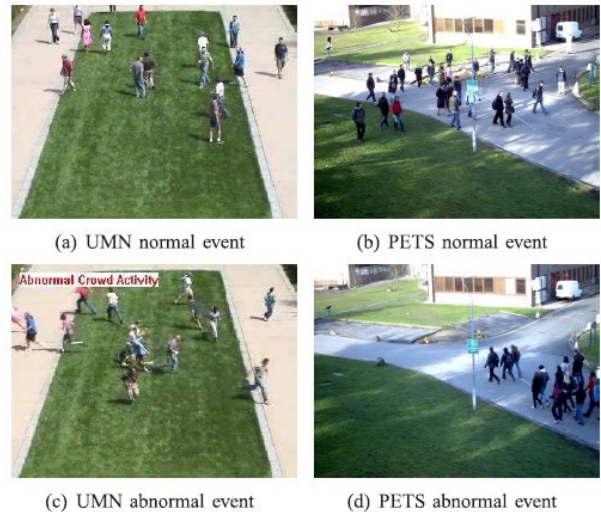 (a) UMN normal event
(b) PETS normal event
Abnormal Crowd Activity
(c) UMN abnormal event
(d) PETS abnormal event